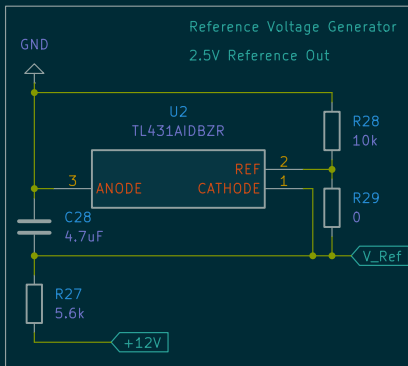 Reference Voltage Generator
GND
2.5V Reference Out
U2
TL431AIDBZR
R28
10k
REF
2
3
ANODE
CATHODE
1
R29
0
C28
4.7uF
V_Ref
R27
5.6k
+12V